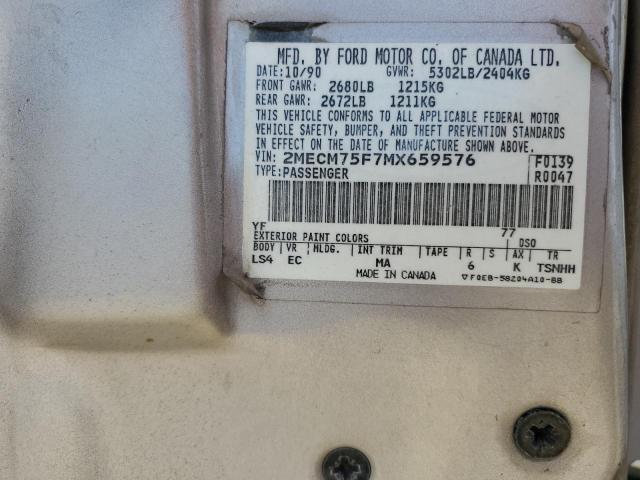 MFD. BY FORD MOTOR CO. OF CANADA LTD.
DATE: 10/90 GVWR: 5302LB/2404KG
FRONT GAWR: 2680LB 1215KG
REAR GAWR: 2672LB 1211KG
THIS VEHICLE CONFORMS TO ALL APPLICABLE FEDERAL MOTOR
VEHICLE SAFETY, BUMPER, AND THEFT PREVENTION STANDARDS
IN EFFECT ON THE DATE OF MANUFACTURE SHOWN ABOVE.
VIN: 2MECM75F7MX659576 F0139
TYPE: PASSENGER R0047
YF 77
EXTERIOR PAINT COLORS DSO
BODY VR MLDG. INT TRIM TAPE R S AX TR
LS4 EC MA 6 K TSNHH
MADE IN CANADA ▽F0EB-58204A10-BB